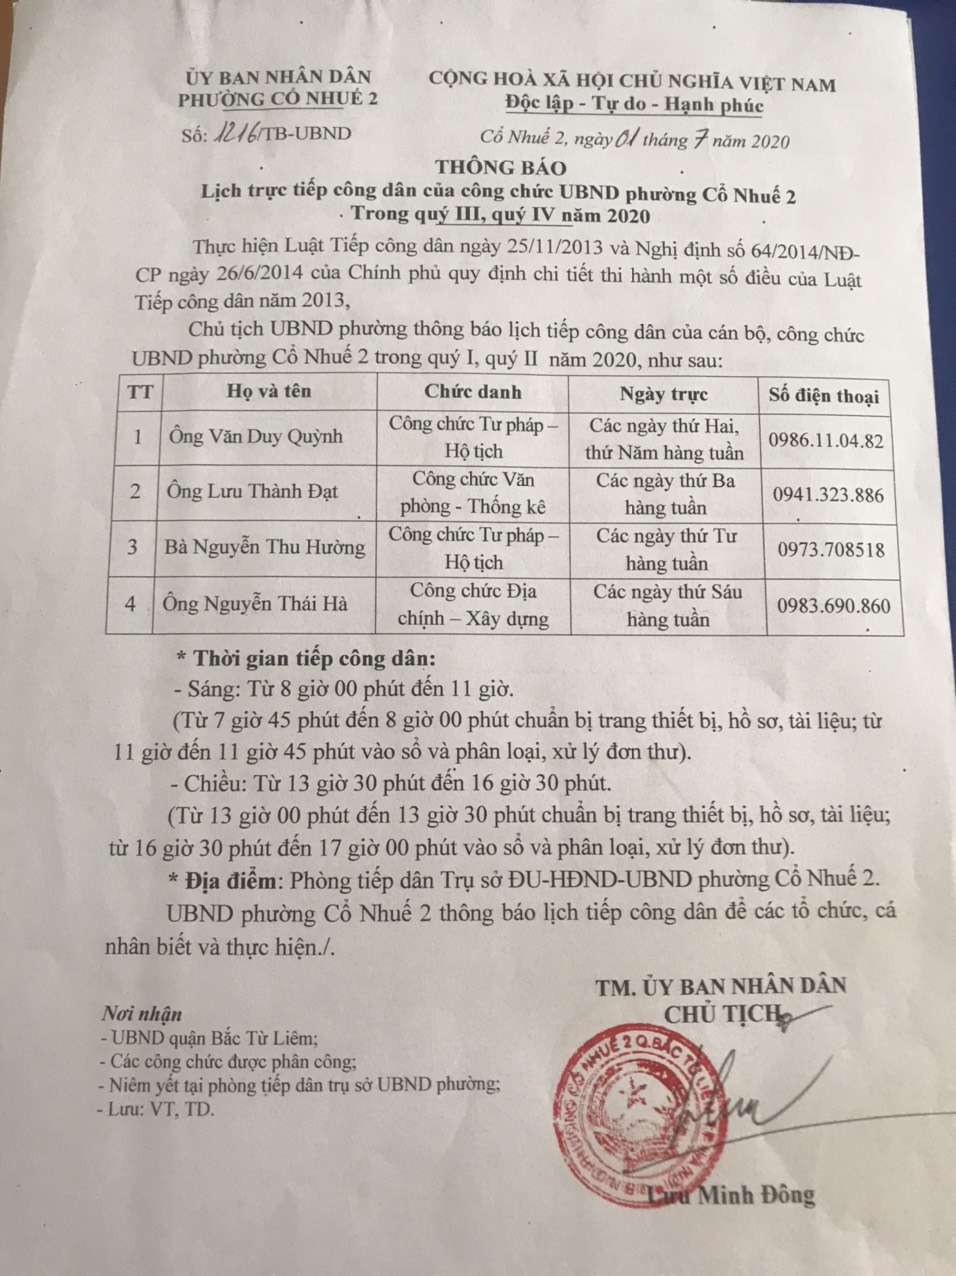 ỦY BAN NHÂN DÂN
PHƯỜNG CỔ NHUẾ 2
Số: 1216/TB-UBND
CỘNG HOÀ XÃ HỘI CHỦ NGHĨA VIỆT NAM
Độc lập - Tự do - Hạnh phúc
Cổ Nhuế 2, ngày 01 tháng 7 năm 2020
THÔNG BÁO
Lịch trực tiếp công dân của công chức UBND phường Cổ Nhuế 2
Trong quý III, quý IV năm 2020
Thực hiện Luật Tiếp công dân ngày 25/11/2013 và Nghị định số 64/2014/NĐ-
CP ngày 26/6/2014 của Chính phủ quy định chi tiết thi hành một số điều của Luật
Tiếp công dân năm 2013,
Chủ tịch UBND phường thông báo lịch tiếp công dân của cán bộ, công chức
UBND phường Cổ Nhuế 2 trong quý I, quý II năm 2020, như sau:
TT Họ và tên Chức danh Ngày trực Số điện thoại
1 Ông Văn Duy Quỳnh Công chức Tư pháp – Hộ tịch Các ngày thứ Hai, thứ Năm hàng tuần 0986.11.04.82
2 Ông Lưu Thành Đạt Công chức Văn phòng - Thống kê Các ngày thứ Ba hàng tuần 0941.323.886
3 Bà Nguyễn Thu Hường Công chức Tư pháp – Hộ tịch Các ngày thứ Tư hàng tuần 0973.708518
4 Ông Nguyễn Thái Hà Công chức Địa chính – Xây dựng Các ngày thứ Sáu hàng tuần 0983.690.860
* Thời gian tiếp công dân:
- Sáng: Từ 8 giờ 00 phút đến 11 giờ.
(Từ 7 giờ 45 phút đến 8 giờ 00 phút chuẩn bị trang thiết bị, hồ sơ, tài liệu; từ
11 giờ đến 11 giờ 45 phút vào sổ và phân loại, xử lý đơn thư).
- Chiều: Từ 13 giờ 30 phút đến 16 giờ 30 phút.
(Từ 13 giờ 00 phút đến 13 giờ 30 phút chuẩn bị trang thiết bị, hồ sơ, tài liệu;
từ 16 giờ 30 phút đến 17 giờ 00 phút vào sổ và phân loại, xử lý đơn thư).
* Địa điểm: Phòng tiếp dân Trụ sở ĐU-HĐND-UBND phường Cổ Nhuế 2.
UBND phường Cổ Nhuế 2 thông báo lịch tiếp công dân để các tổ chức, cá
nhân biết và thực hiện./.
Nơi nhận
- UBND quận Bắc Từ Liêm;
- Các công chức được phân công;
- Niêm yết tại phòng tiếp dân trụ sở UBND phường;
- Lưu: VT, TD.
TM. ỦY BAN NHÂN DÂN
CHỦ TỊCH
Lưu Minh Đông